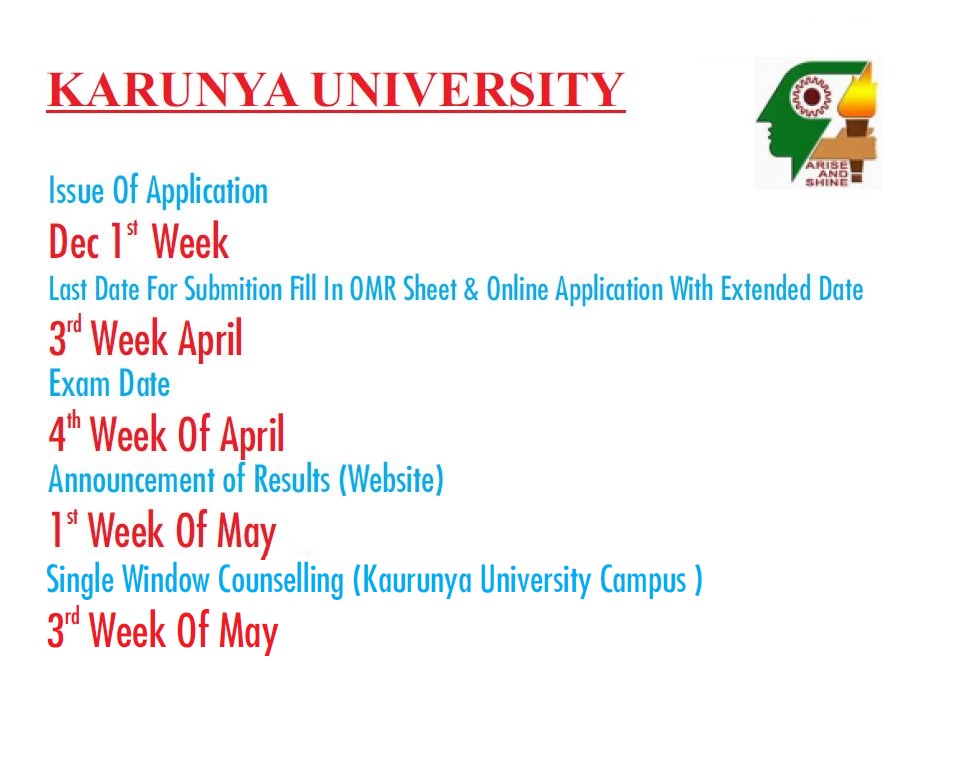 KARUNYA UNIVERSITY
ARISE
AND
SHINE
Issue Of Application
Dec 1st Week
Last Date For Submition Fill In OMR Sheet & Online Application With Extended Date
3rd Week April
Exam Date
4th Week Of April
Announcement of Results (Website)
1st Week Of May
Single Window Counselling (Kaurunya University Campus )
3rd Week Of May